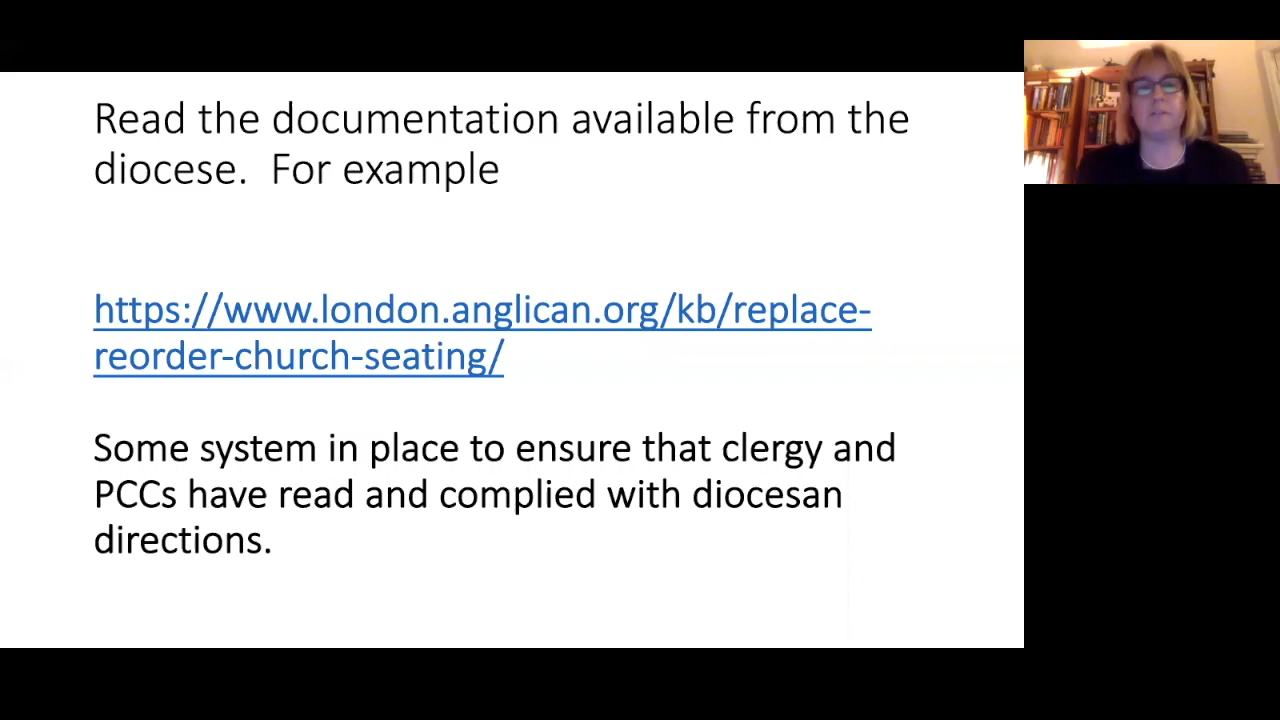 Read the documentation available from the
diocese.  For example
https://www.london.anglican.org/kb/replace-
reorder-church-seating/
Some system in place to ensure that clergy and
PCCs have read and complied with diocesan
directions.